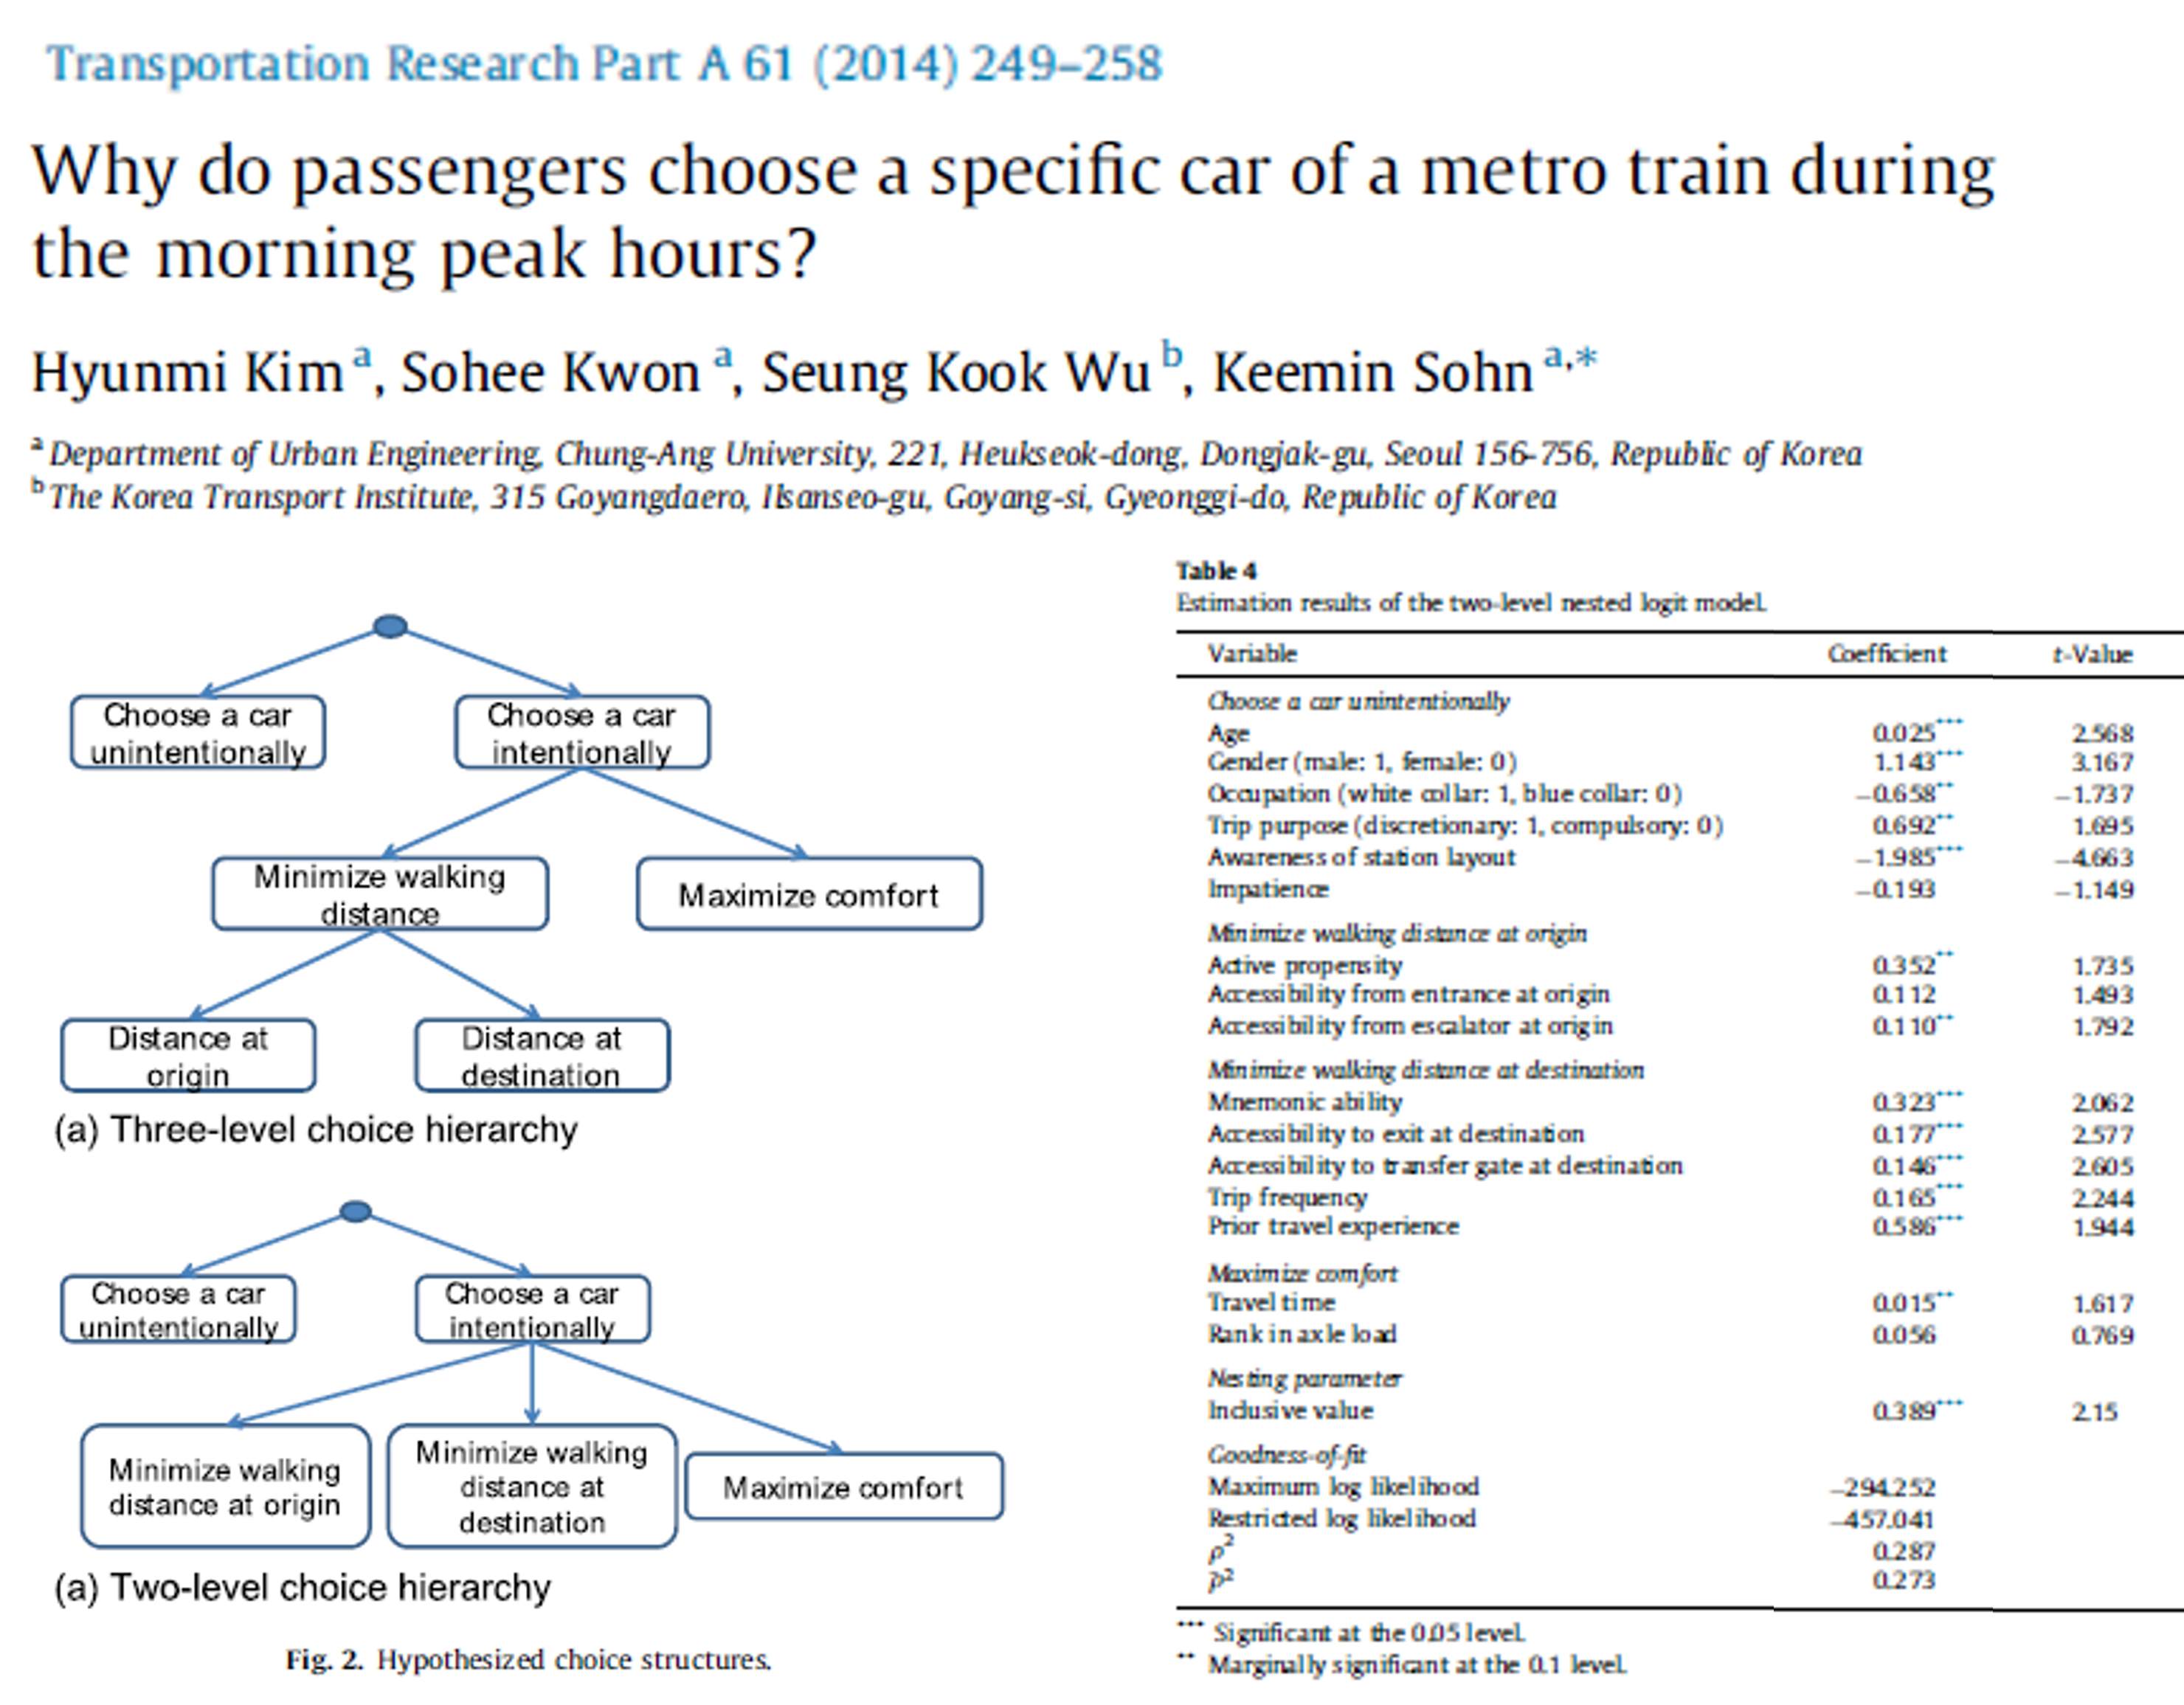 Transportation Research Part A 61 (2014) 249–258
Why do passengers choose a specific car of a metro train during
the morning peak hours?
Hyunmi Kim a, Sohee Kwon a, Seung Kook Wu b, Keemin Sohn a,*
a Department of Urban Engineering, Chung-Ang University, 221, Heukseok-dong, Dongjak-gu, Seoul 156-756, Republic of Korea
b The Korea Transport Institute, 315 Goyangdaero, Ilsanseo-gu, Goyang-si, Gyeonggi-do, Republic of Korea
Choose a car
unintentionally
Choose a car
intentionally
Minimize walking
distance
Maximize comfort
Distance at
origin
Distance at
destination
(a) Three-level choice hierarchy
Choose a car
unintentionally
Choose a car
intentionally
Minimize walking
distance at origin
Minimize walking
distance at
destination
Maximize comfort
(a) Two-level choice hierarchy
Fig. 2. Hypothesized choice structures.
Table 4
Estimation results of the two-level nested logit model.
Variable Coefficient t-Value
Choose a car unintentionally
Age 0.025*** 2.568
Gender (male: 1, female: 0) 1.143*** 3.167
Occupation (white collar: 1, blue collar: 0) −0.658** −1.737
Trip purpose (discretionary: 1, compulsory: 0) 0.692** 1.695
Awareness of station layout −1.985*** −4.663
Impatience −0.193 −1.149
Minimize walking distance at origin
Active propensity 0.352** 1.735
Accessibility from entrance at origin 0.112 1.493
Accessibility from escalator at origin 0.110** 1.792
Minimize walking distance at destination
Mnemonic ability 0.323*** 2.062
Accessibility to exit at destination 0.177*** 2.577
Accessibility to transfer gate at destination 0.146*** 2.605
Trip frequency 0.165*** 2.244
Prior travel experience 0.586*** 1.944
Maximize comfort
Travel time 0.015** 1.617
Rank in axle load 0.056 0.769
Nesting parameter
Inclusive value 0.389*** 2.15
Goodness-of-fit
Maximum log likelihood −294.252
Restricted log likelihood −457.041
ρ² 0.287
ρ̄² 0.273
*** Significant at the 0.05 level.
** Marginally significant at the 0.1 level.